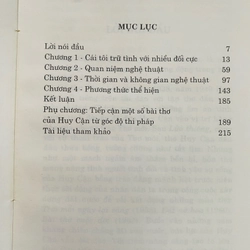 MỤC LỤC
Lời nói đầu 7
Chương 1 - Cái tôi trữ tình với nhiều đối cực 13
Chương 2 - Quan niệm nghệ thuật 59
Chương 3 - Thời gian và không gian nghệ thuật 97
Chương 4 - Phương thức thể hiện 143
Kết luận 185
Phụ chương: Tiếp cận một số bài thơ
của Huy Cận từ góc độ thi pháp 189
Tài liệu tham khảo 215